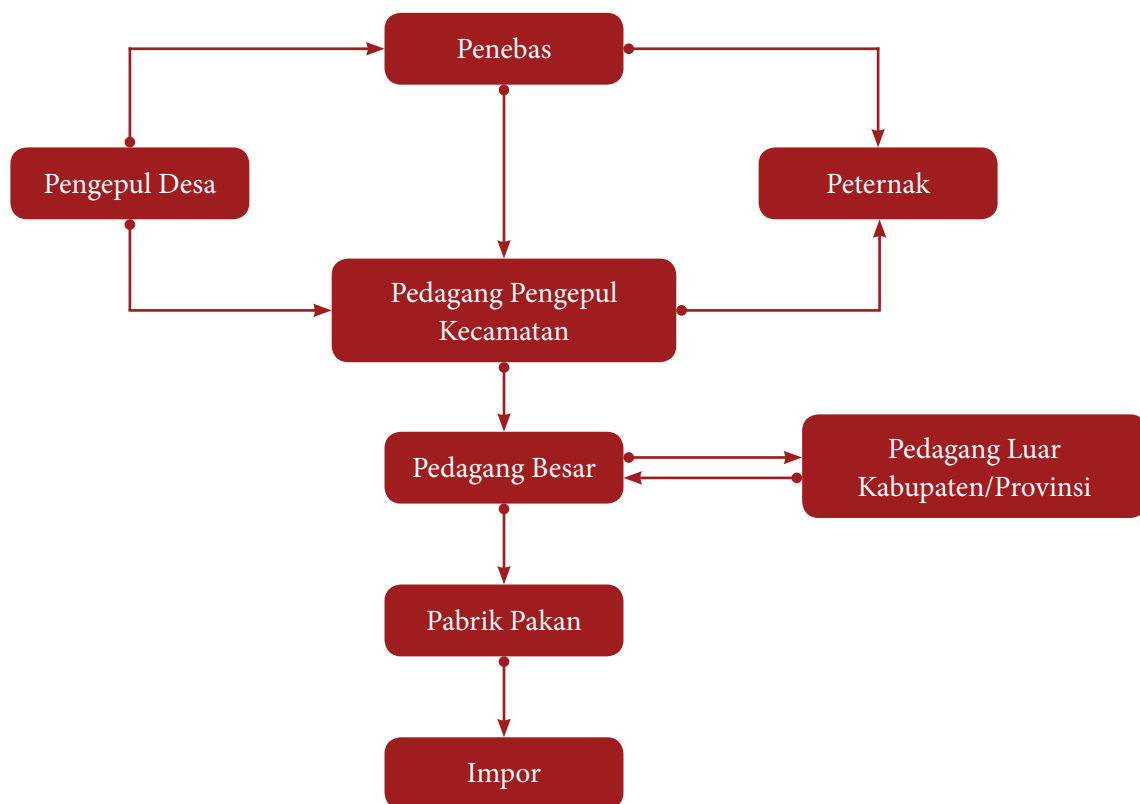 Penebas
Pengepul Desa
Peternak
Pedagang Pengepul
Kecamatan
Pedagang Besar
Pedagang Luar
Kabupaten/Provinsi
Pabrik Pakan
Impor